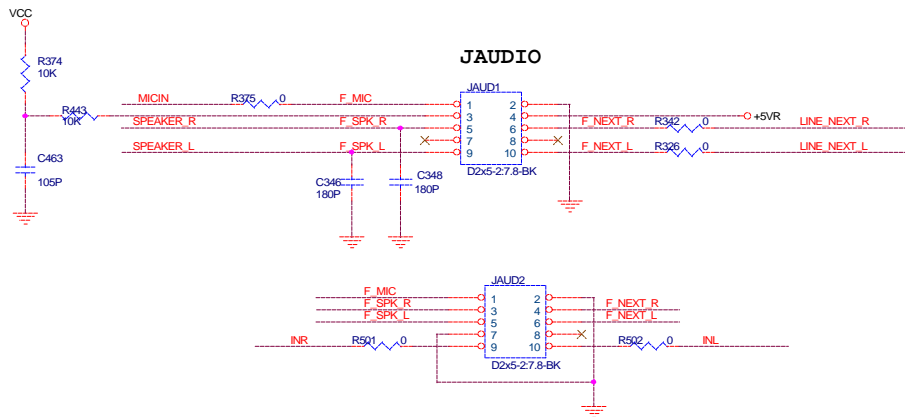 VCC
JAUDIO
R374
10K
JAUD1
MICIN R375 0 F_MIC 1 2
R443 3 4 +5VR
10K
SPEAKER_R F_SPK_R 5 6 F_NEXT_R R342 0 LINE_NEXT_R
7 8
SPEAKER_L F_SPK_L 9 10 F_NEXT_L R326 0 LINE_NEXT_L
C463
105P
D2x5-2:7.8-BK
C346 C348
180P 180P
JAUD2
F_MIC 1 2
F_SPK_R 3 4 F_NEXT_R
F_SPK_L 5 6 F_NEXT_L
7 8
INR R501 0 9 10 R502 0 INL
D2x5-2:7.8-BK